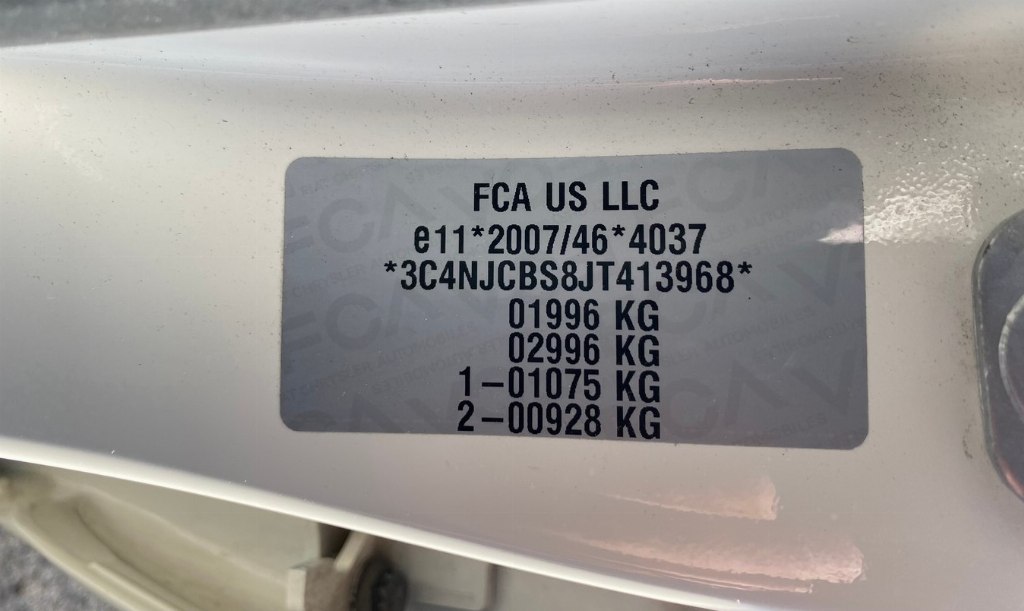 FCA US LLC
e11*2007/46*4037
*3C4NJCBS8JT413968*
01996 KG
02996 KG
1-01075 KG
2-00928 KG